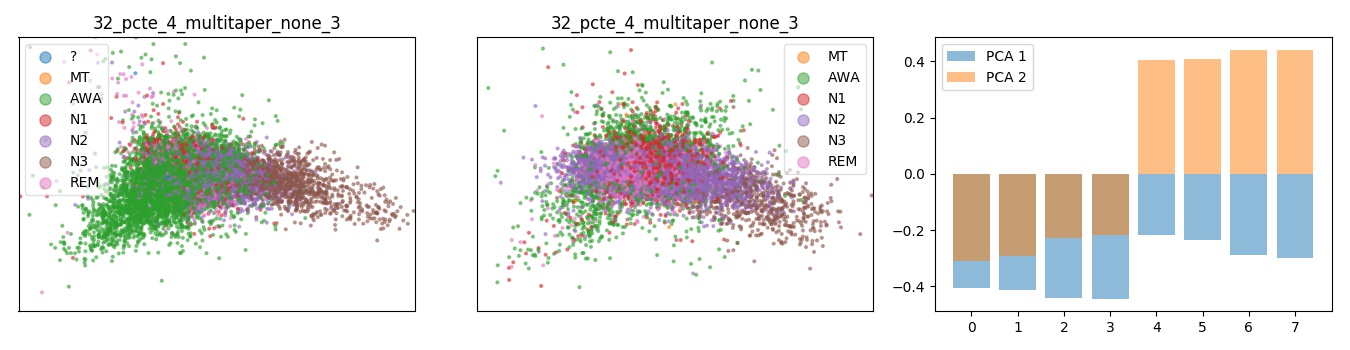 32_pcte_4_multitaper_none_3
?
MT
AWA
N1
N2
N3
REM
32_pcte_4_multitaper_none_3
MT
AWA
N1
N2
N3
REM
PCA 1
PCA 2
0.4
0.2
0.0
−0.2
−0.4
0 1 2 3 4 5 6 7